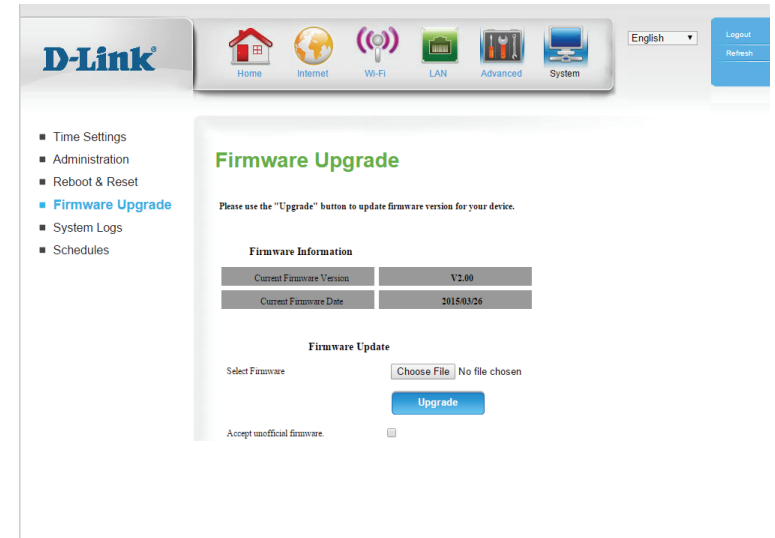 D-Link®
Home Internet Wi-Fi LAN Advanced System
English
Logout
Refresh
Time Settings
Administration
Reboot & Reset
Firmware Upgrade
System Logs
Schedules
Firmware Upgrade
Please use the "Upgrade" button to update firmware version for your device.
Firmware Information
Current Firmware Version V2.00
Current Firmware Date 2015/03/26
Firmware Update
Select Firmware Choose File No file chosen
Upgrade
Accept unofficial firmware.